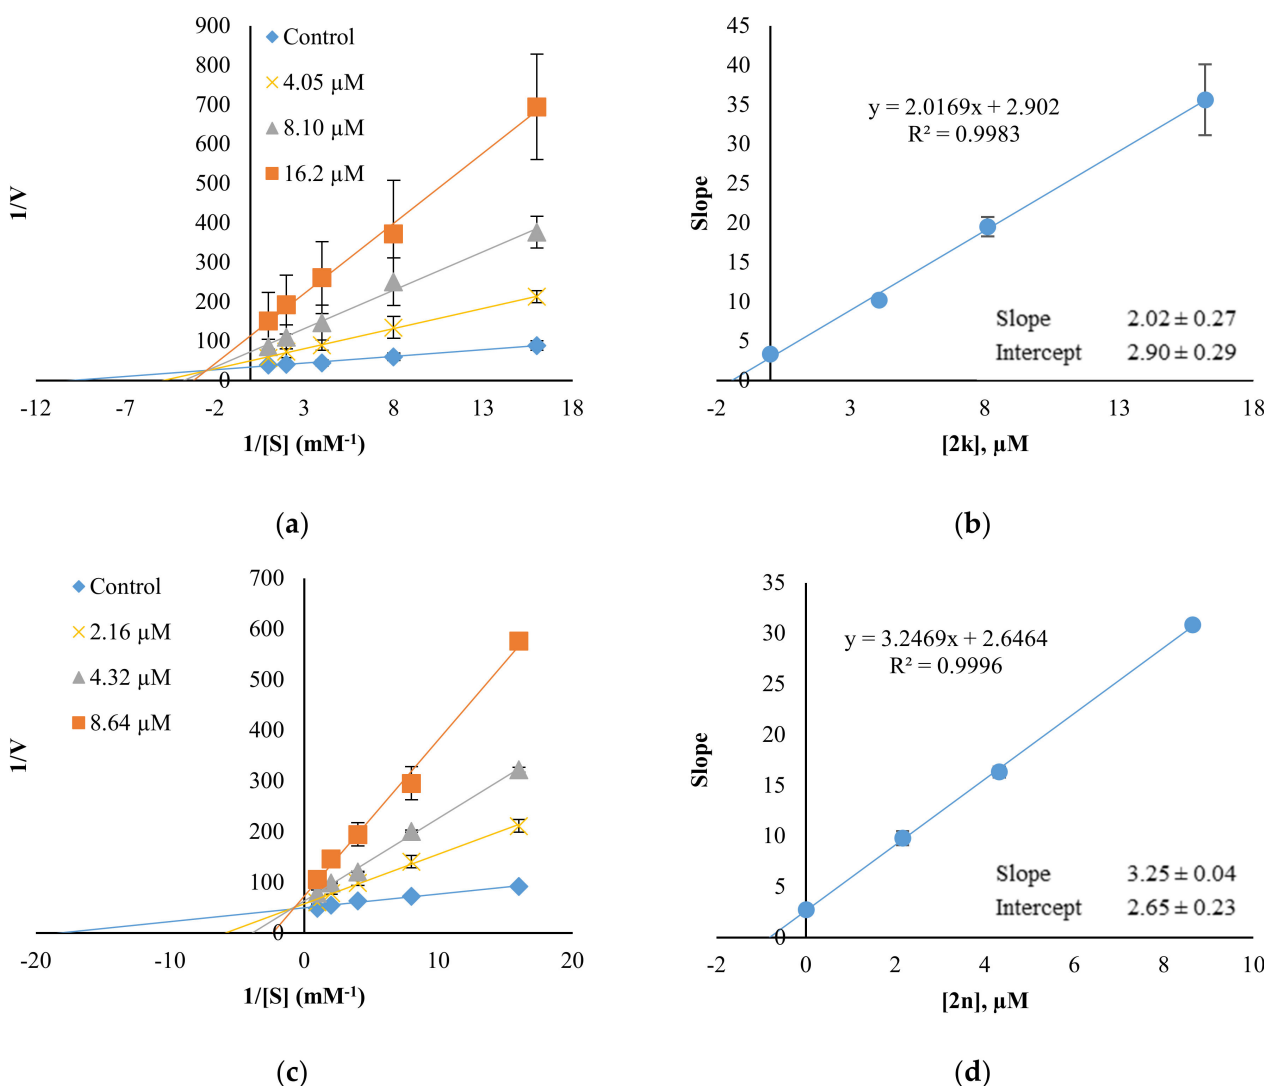 900
800
700
600
500
400
300
200
100
0
Control
4.05 µM
8.10 µM
16.2 µM
1/V
-12 -7 -2 3 8 13 18
1/[S] (mM⁻¹)
(a)
45
40
35
30
25
20
15
10
5
0
y = 2.0169x + 2.902
R² = 0.9983
Slope
Slope 2.02 ± 0.27
Intercept 2.90 ± 0.29
-2 3 8 13 18
[2k], µM
(b)
Control
2.16 µM
4.32 µM
8.64 µM
700
600
500
400
300
200
100
0
1/V
-20 -10 0 10 20
1/[S] (mM⁻¹)
(c)
35
30
25
20
15
10
5
0
y = 3.2469x + 2.6464
R² = 0.9996
Slope
Slope 3.25 ± 0.04
Intercept 2.65 ± 0.23
-2 0 2 4 6 8 10
[2n], µM
(d)